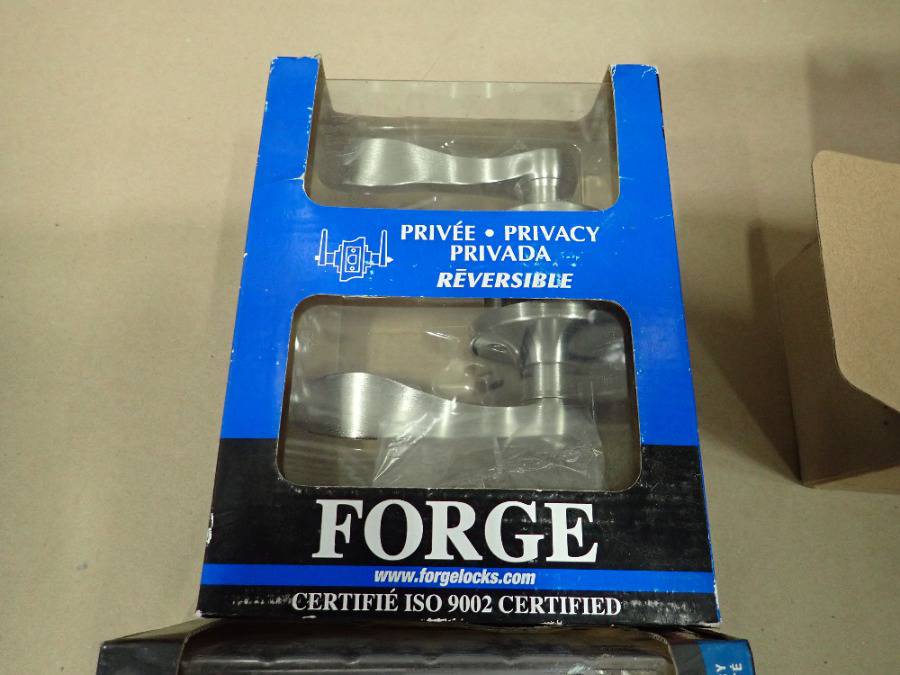 PRIVÉE • PRIVACY
PRIVADA
RĒVERSIBLE
FORGE
www.forgelocks.com
CERTIFIÉ ISO 9002 CERTIFIED